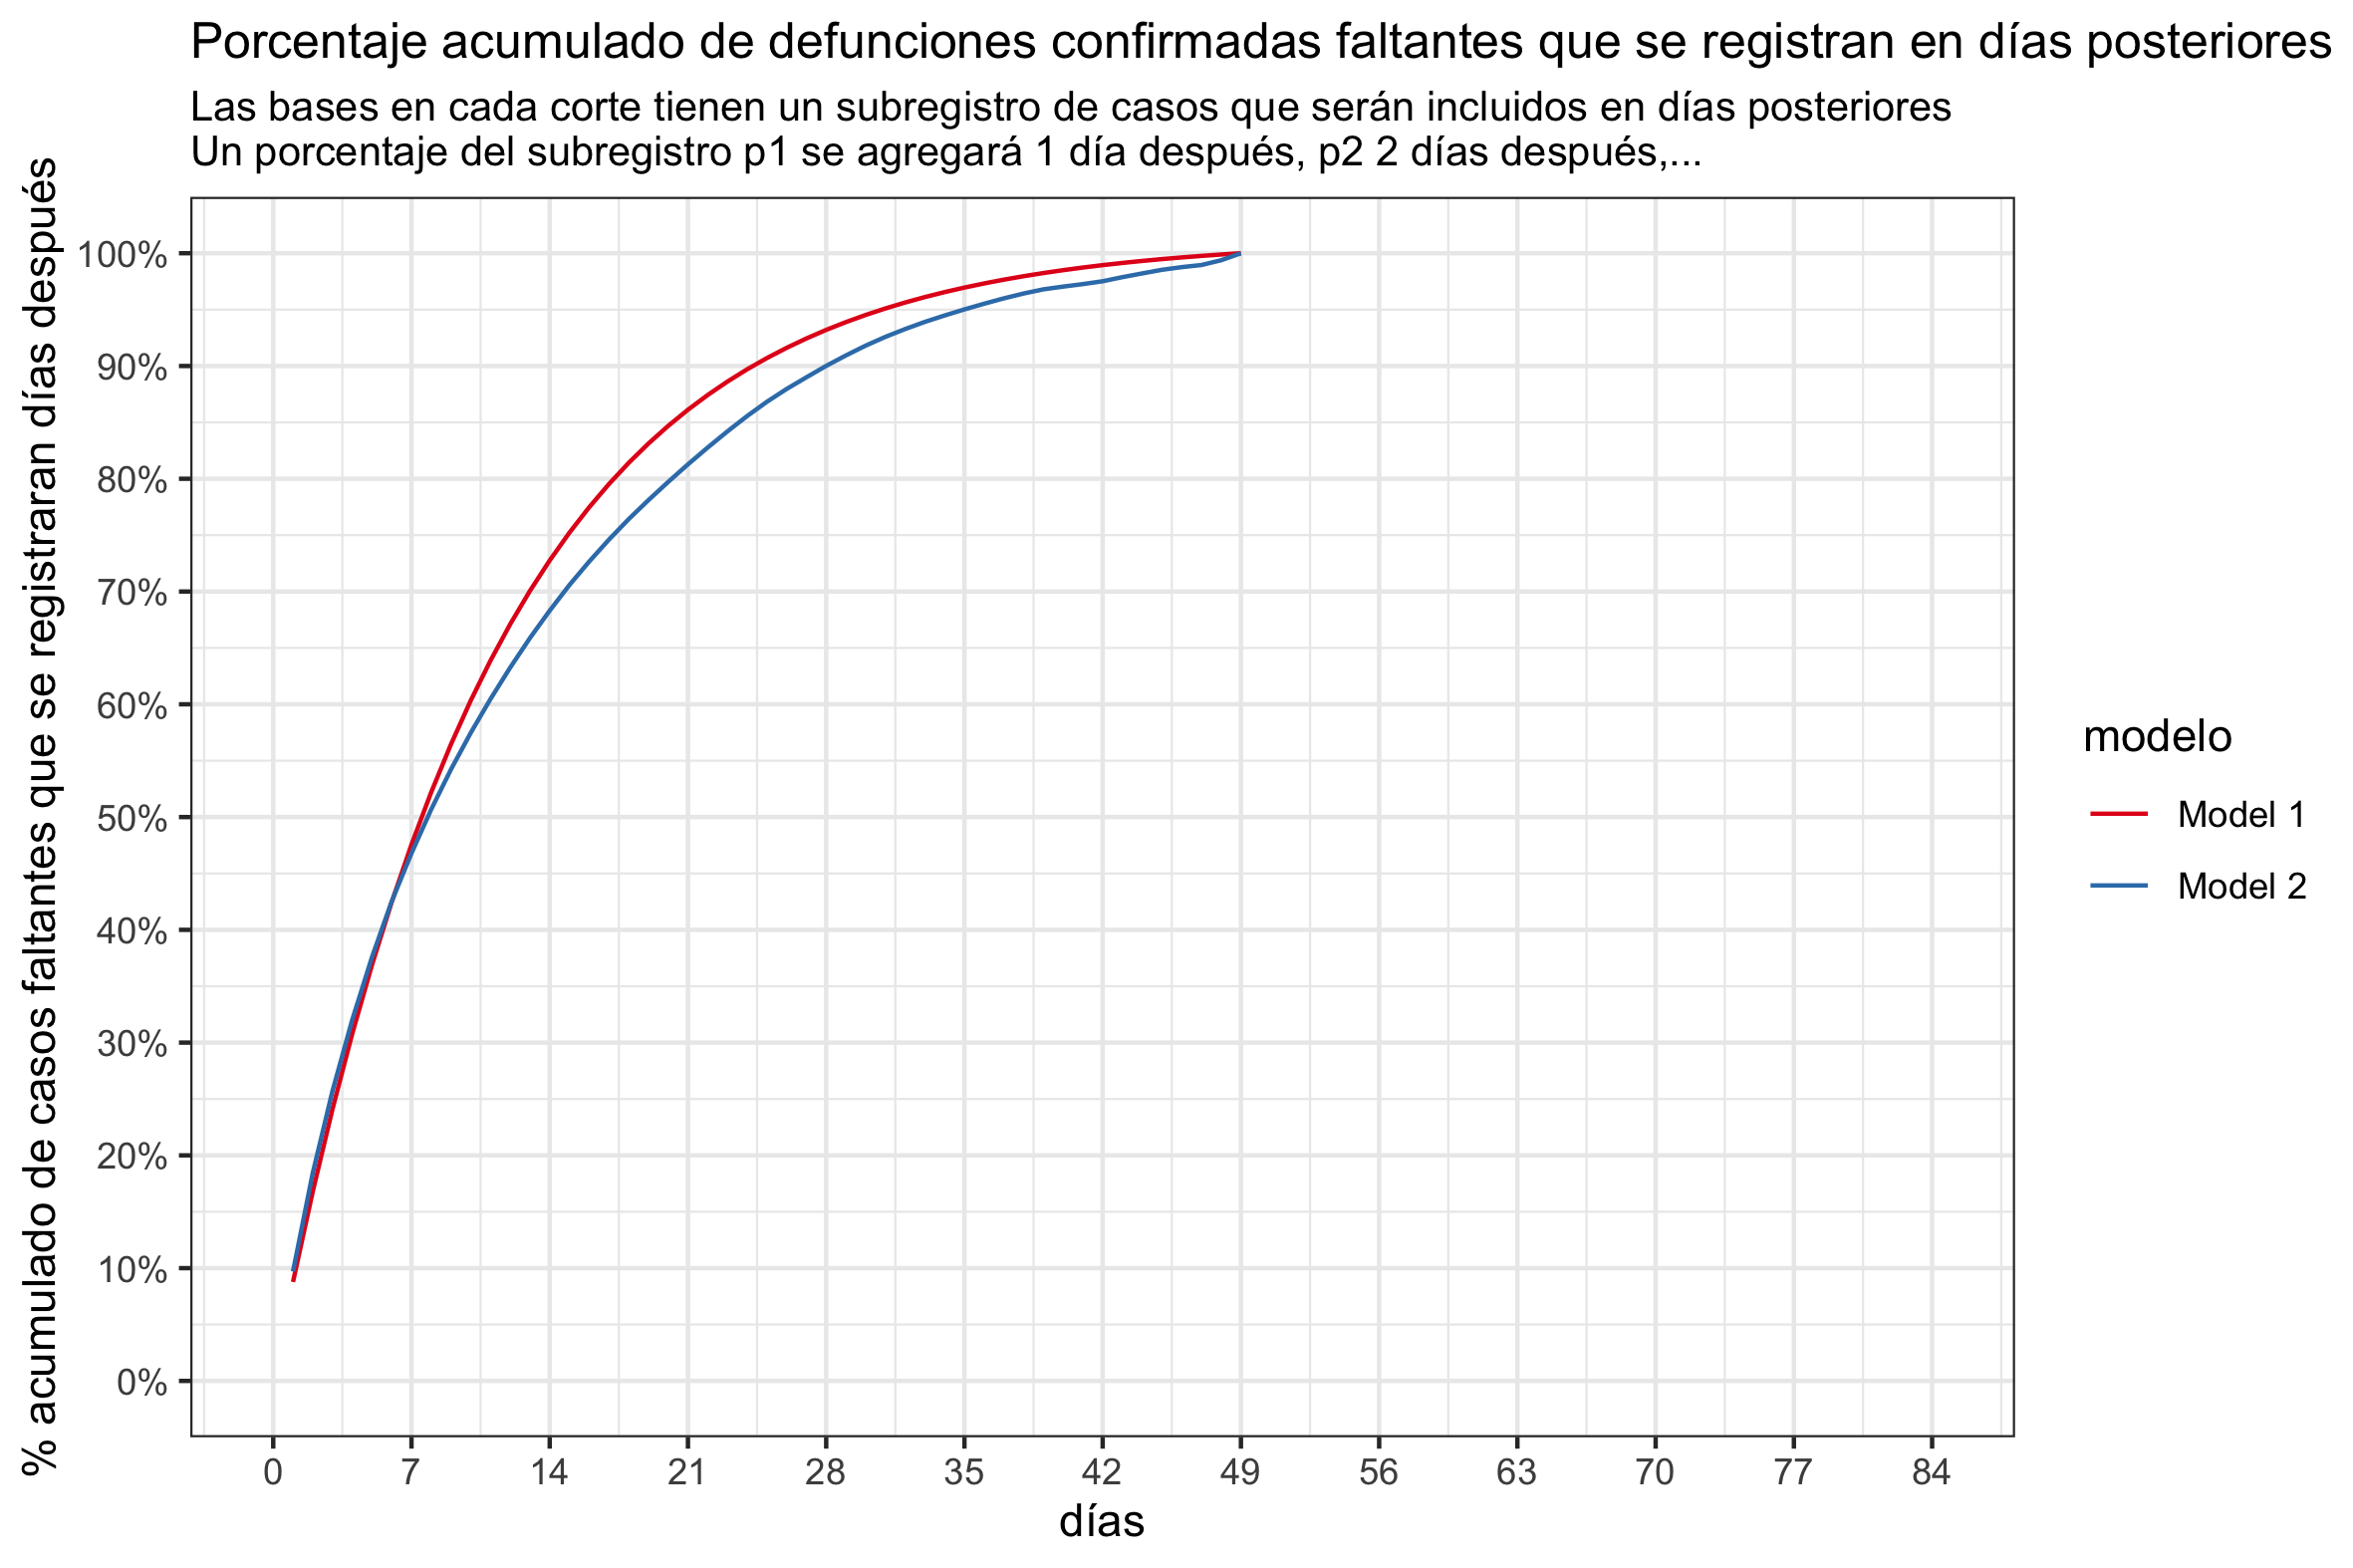 Porcentaje acumulado de defunciones confirmadas faltantes que se registran en días posteriores
Las bases en cada corte tienen un subregistro de casos que serán incluidos en días posteriores
Un porcentaje del subregistro p1 se agregará 1 día después, p2 2 días después,...
% acumulado de casos faltantes que se registraran días después
100%
90%
80%
70%
60%
50%
40%
30%
20%
10%
0%
0 7 14 21 28 35 42 49 56 63 70 77 84
días
modelo
Model 1
Model 2